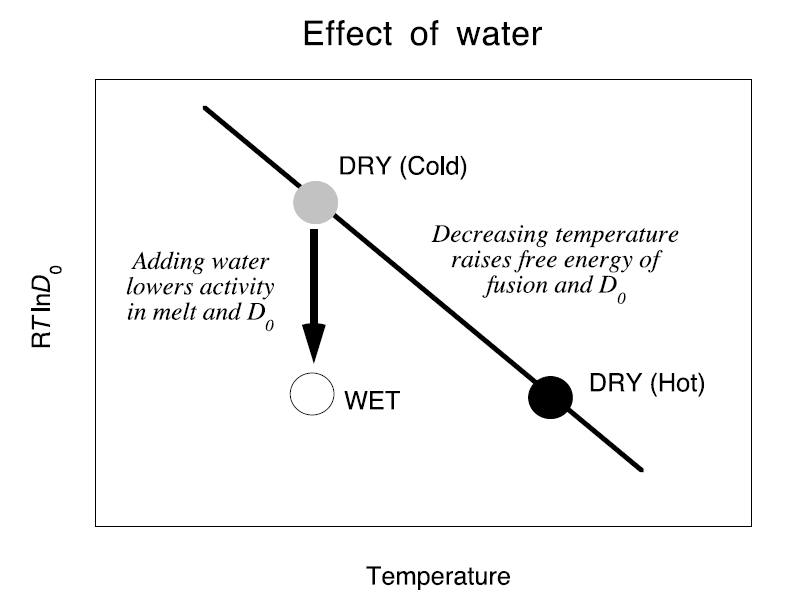 Effect of water
DRY (Cold)
Decreasing temperature
raises free energy of
fusion and D0
Adding water
lowers activity
in melt and D0
RTlnD0
DRY (Hot)
WET
Temperature